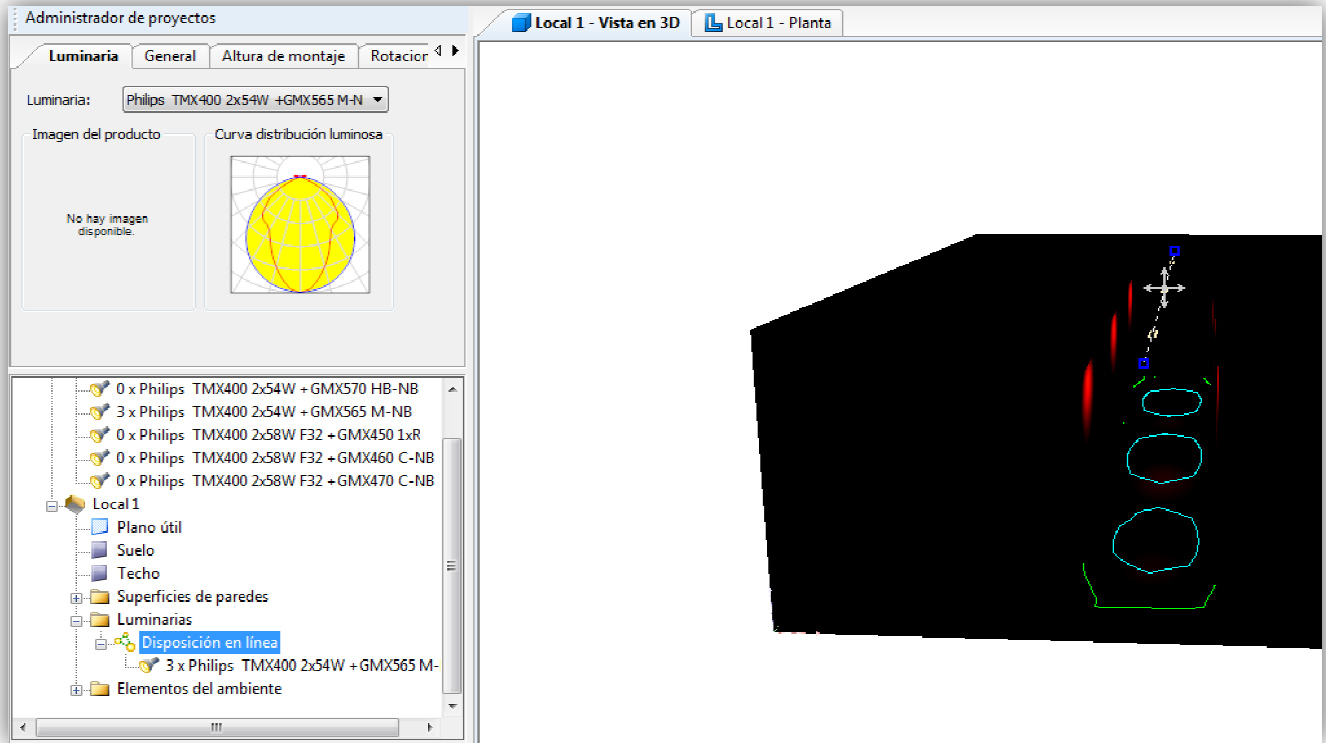 Administrador de proyectos
Luminaria General Altura de montaje Rotacior
Luminaria: Philips TMX400 2x54W +GMX565 M-N
Imagen del producto
No hay imagen
disponible.
Curva distribución luminosa
0 x Philips TMX400 2x54W +GMX570 HB-NB
3 x Philips TMX400 2x54W +GMX565 M-NB
0 x Philips TMX400 2x58W F32 +GMX450 1xR
0 x Philips TMX400 2x58W F32 +GMX460 C-NB
0 x Philips TMX400 2x58W F32 +GMX470 C-NB
Local 1
Plano útil
Suelo
Techo
Superficies de paredes
Luminarias
Disposición en línea
3 x Philips TMX400 2x54W +GMX565 M-
Elementos del ambiente
Local 1 - Vista en 3D Local 1 - Planta